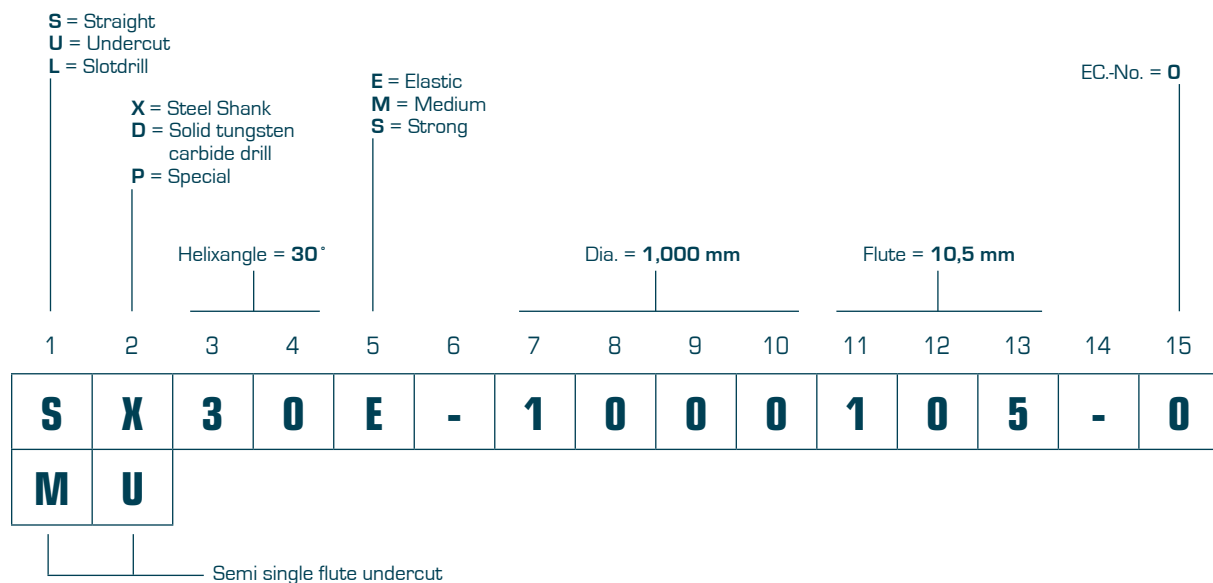 S = Straight
U = Undercut
L = Slotdrill
X = Steel Shank
D = Solid tungsten
carbide drill
P = Special
E = Elastic
M = Medium
S = Strong
EC.-No. = 0
Helixangle = 30°
Dia. = 1,000 mm
Flute = 10,5 mm
1 2 3 4 5 6 7 8 9 10 11 12 13 14 15
S X 3 0 E - 1 0 0 0 1 0 5 - 0
M U
Semi single flute undercut